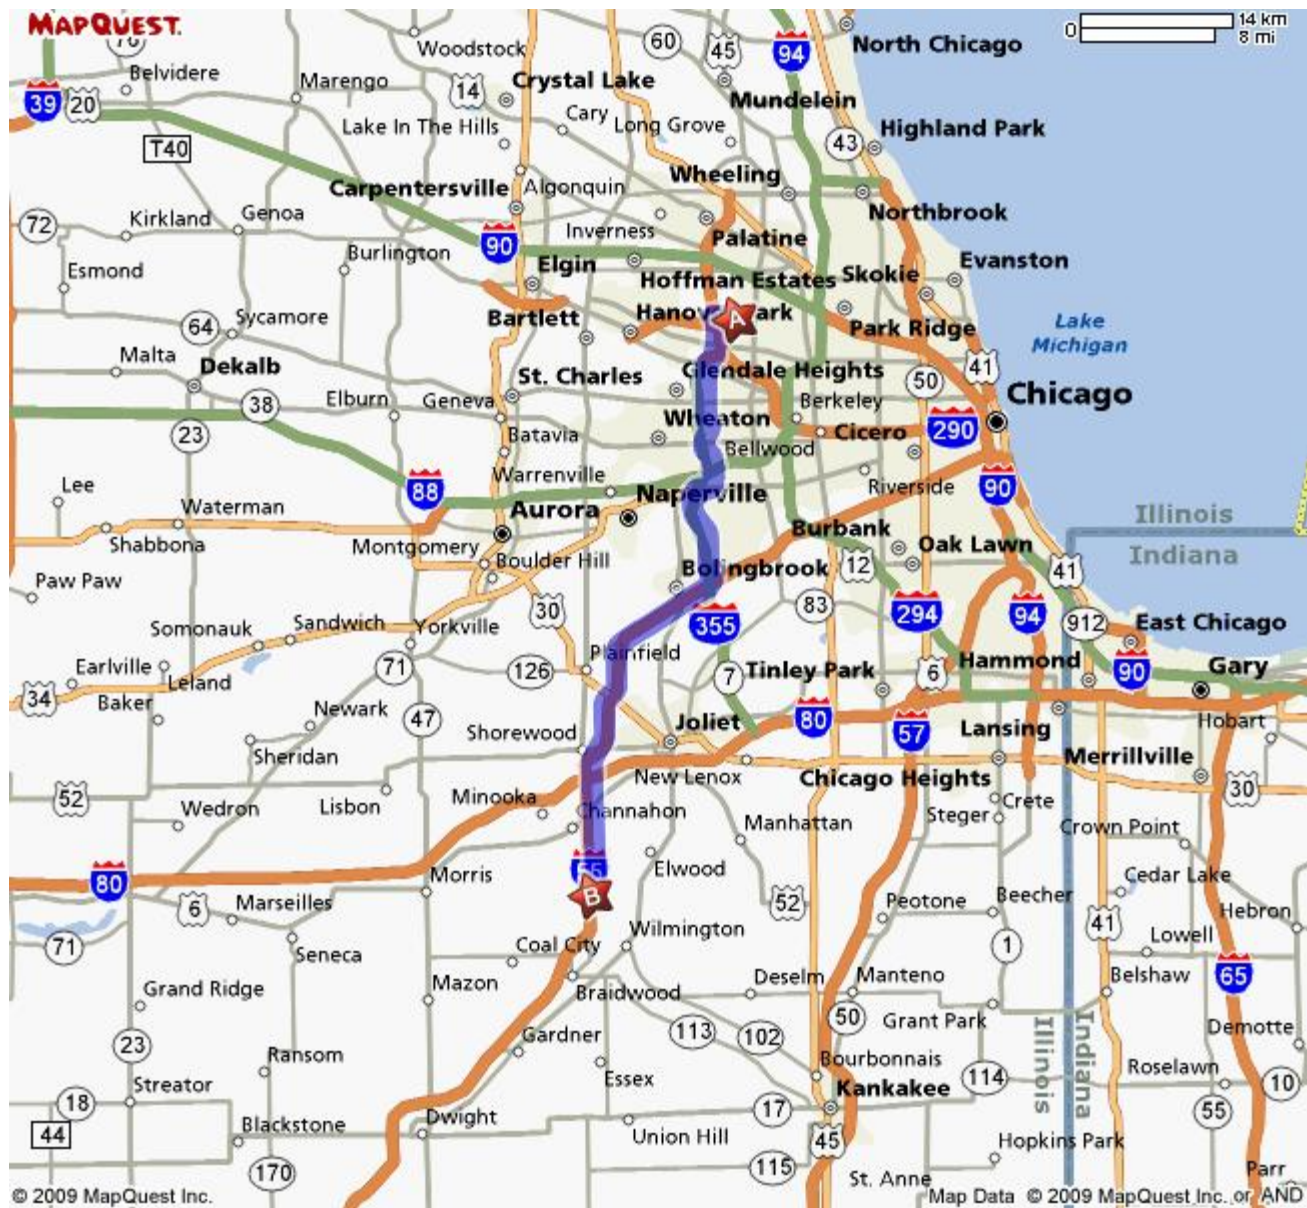 MAPQUEST.
14 km
0
8 mi
North Chicago
Woodstock
60
45
94
76
Belvidere
Marengo
14
Crystal Lake
39
20
Mundelein
Cary
Long Grove
Lake In The Hills
Highland Park
43
T40
Wheeling
Carpentersville
Algonquin
Northbrook
72
Kirkland
Genoa
Inverness
Palatine
90
Burlington
Elgin
Esmond
Hoffman Estates
Skokie
Evanston
Bartlett
Hanov
A
ark
Park Ridge
Lake
Michigan
64
Sycamore
Malta
Dekalb
St. Charles
Glendale Heights
50
41
Chicago
38
Elburn
Geneva
Wheaton
Berkeley
Cicero
290
23
Batavia
Bellwood
Warrenville
Riverside
Lee
88
Naperville
90
Waterman
Aurora
Burbank
Illinois
Indiana
Shabbona
Montgomery
Boulder Hill
Oak Lawn
12
41
Paw Paw
Bolingbrook
30
83
294
94
912
East Chicago
355
Somonauk
Sandwich
Yorkville
Plainfield
Earlville
Leland
71
126
7
Tinley Park
6
Hammond
90
Gary
34
Baker
Newark
47
Joliet
80
57
Lansing
Hobart
Shorewood
Sheridan
New Lenox
Merrillville
Chicago Heights
52
Wedron
Lisbon
Minooka
Channahon
Crete
Steger
30
Manhattan
Crown Point
80
55
Elwood
Morris
Cedar Lake
6
Marseilles
B
52
Peotone
Beecher
41
Hebron
71
Seneca
Coal City
Wilmington
1
Lowell
Grand Ridge
Mazon
Braidwood
Deselm
Manteno
Belshaw
65
23
Gardner
113
102
50
Grant Park
Illinois
Indiana
Demotte
Ransom
Essex
Bourbonnais
Streator
114
Roselawn
10
18
Kankakee
44
Blackstone
Dwight
17
55
Union Hill
45
Hopkins Park
170
115
St. Anne
Parr
© 2009 MapQuest Inc.
Map Data © 2009 MapQuest Inc. or AND